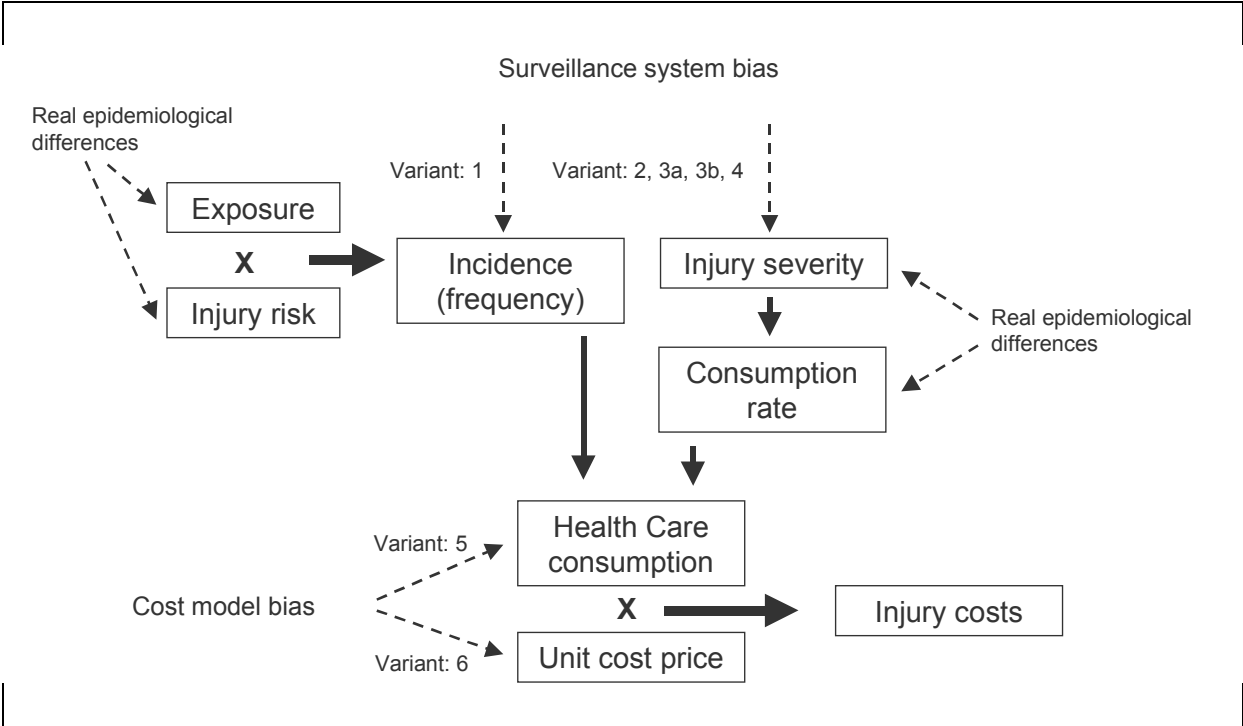 Surveillance system bias
Real epidemiological
differences
Variant: 1
Variant: 2, 3a, 3b, 4
Exposure
X
Injury risk
Incidence
(frequency)
Injury severity
Real epidemiological
differences
Consumption
rate
Variant: 5
Health Care
consumption
Cost model bias
X
Injury costs
Variant: 6
Unit cost price